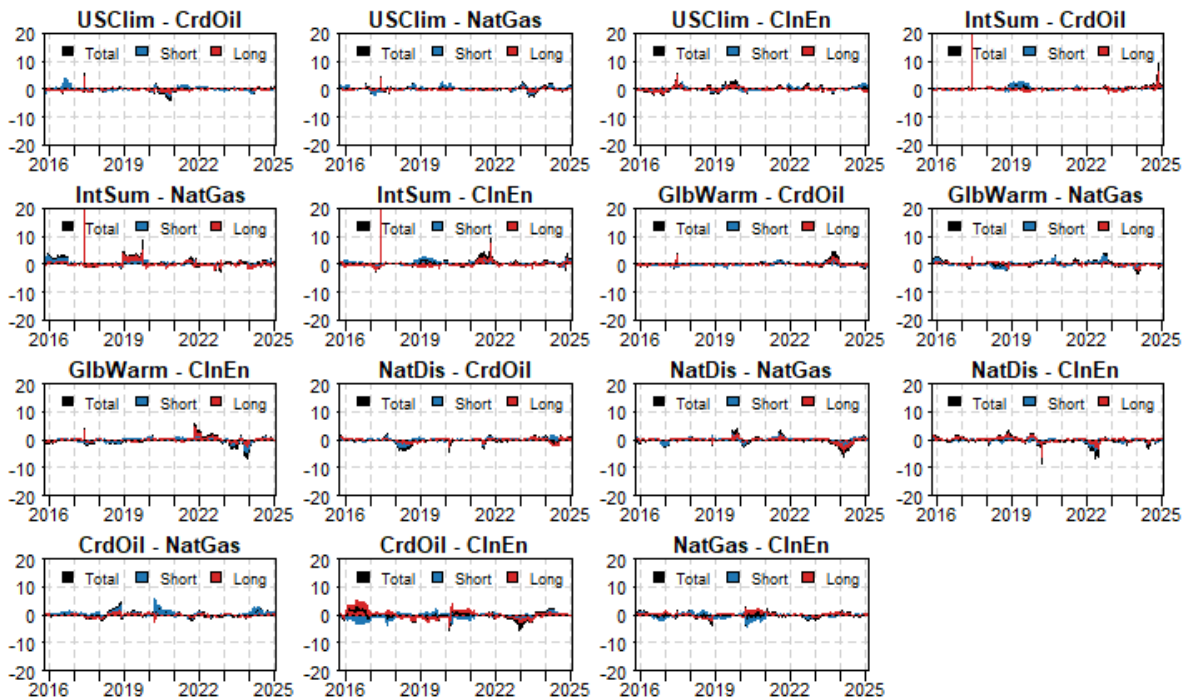 USClim - CrdOil
20
Total Short Long
10
0
-10
-20
2016 2019 2022 2025
USClim - NatGas
20
Total Short Long
10
0
-10
-20
2016 2019 2022 2025
USClim - ClnEn
20
Total Short Long
10
0
-10
-20
2016 2019 2022 2025
IntSum - CrdOil
20
Total Short Long
10
0
-10
-20
2016 2019 2022 2025
IntSum - NatGas
20
Total Short Long
10
0
-10
-20
2016 2019 2022 2025
IntSum - ClnEn
20
Total Short Long
10
0
-10
-20
2016 2019 2022 2025
GlbWarm - CrdOil
20
Total Short Long
10
0
-10
-20
2016 2019 2022 2025
GlbWarm - NatGas
20
Total Short Long
10
0
-10
-20
2016 2019 2022 2025
GlbWarm - ClnEn
20
Total Short Long
10
0
-10
-20
2016 2019 2022 2025
NatDis - CrdOil
20
Total Short Long
10
0
-10
-20
2016 2019 2022 2025
NatDis - NatGas
20
Total Short Long
10
0
-10
-20
2016 2019 2022 2025
NatDis - ClnEn
20
Total Short Long
10
0
-10
-20
2016 2019 2022 2025
CrdOil - NatGas
20
Total Short Long
10
0
-10
-20
2016 2019 2022 2025
CrdOil - ClnEn
20
Total Short Long
10
0
-10
-20
2016 2019 2022 2025
NatGas - ClnEn
20
Total Short Long
10
0
-10
-20
2016 2019 2022 2025